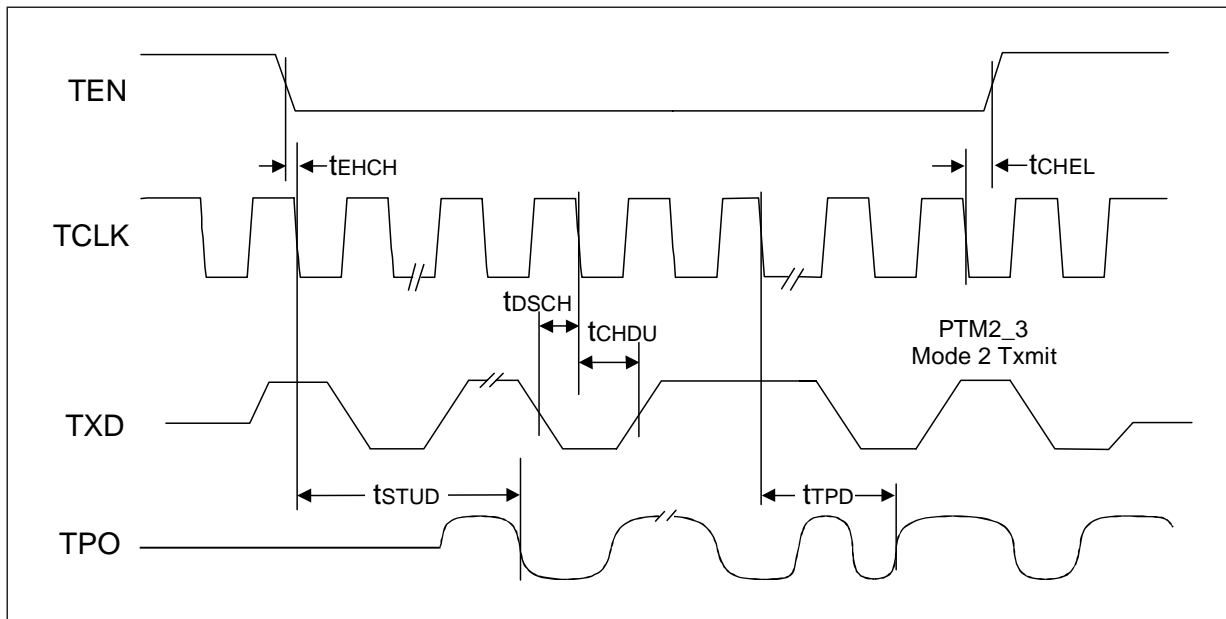 TEN
tEHCH
tCHEL
TCLK
tDSCH
tCHDU
PTM2_3
Mode 2 Txmit
TXD
tSTUD
tTPD
TPO